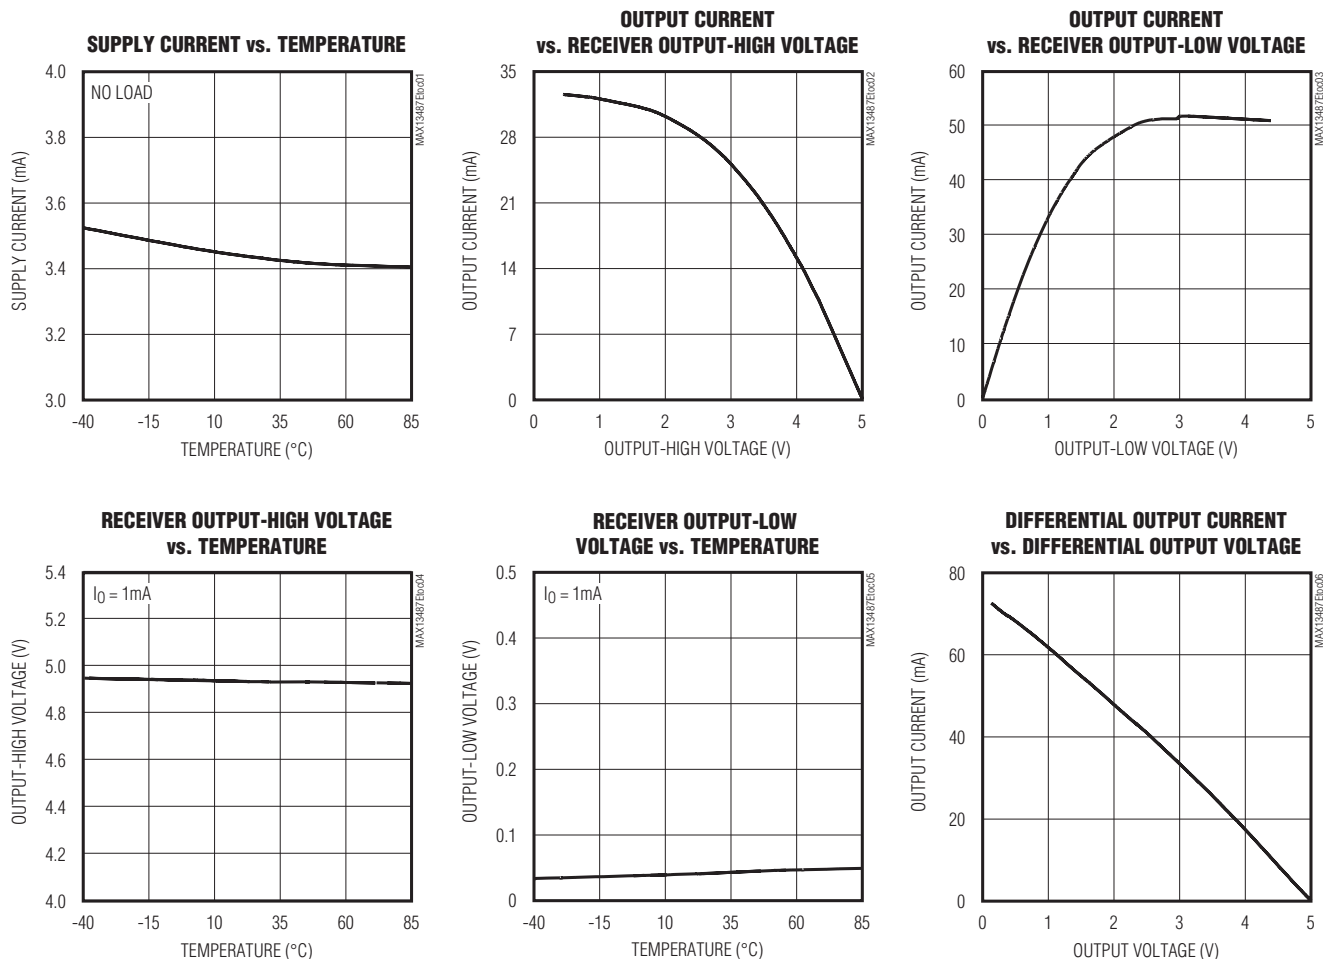 SUPPLY CURRENT vs. TEMPERATURE
4.0
3.8
3.6
3.4
3.2
3.0
SUPPLY CURRENT (mA)
NO LOAD
MAX13487Etoc01
-40 -15 10 35 60 85
TEMPERATURE (°C)
OUTPUT CURRENT
vs. RECEIVER OUTPUT-HIGH VOLTAGE
35
28
21
14
7
0
OUTPUT CURRENT (mA)
MAX13487Etoc02
0 1 2 3 4 5
OUTPUT-HIGH VOLTAGE (V)
OUTPUT CURRENT
vs. RECEIVER OUTPUT-LOW VOLTAGE
60
50
40
30
20
10
0
OUTPUT CURRENT (mA)
MAX13487Etoc03
0 1 2 3 4 5
OUTPUT-LOW VOLTAGE (V)
RECEIVER OUTPUT-HIGH VOLTAGE
vs. TEMPERATURE
5.4
5.2
5.0
4.8
4.6
4.4
4.2
4.0
OUTPUT-HIGH VOLTAGE (V)
IO = 1mA
MAX13487Etoc04
-40 -15 10 35 60 85
TEMPERATURE (°C)
RECEIVER OUTPUT-LOW
VOLTAGE vs. TEMPERATURE
0.5
0.4
0.3
0.2
0.1
0
OUTPUT-LOW VOLTAGE (V)
IO = 1mA
MAX13487Etoc05
-40 -15 10 35 60 85
TEMPERATURE (°C)
DIFFERENTIAL OUTPUT CURRENT
vs. DIFFERENTIAL OUTPUT VOLTAGE
80
60
40
20
0
OUTPUT CURRENT (mA)
MAX13487Etoc06
0 1 2 3 4 5
OUTPUT VOLTAGE (V)